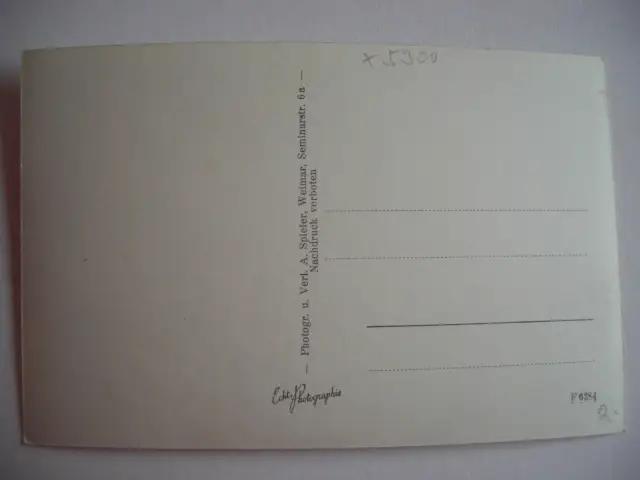 x 5300
— Photogr. u. Verl. A. Spieler, Weimar, Seminarstr. 6a —
Nachdruck verboten
Echte Photographie
F 6284
2.-